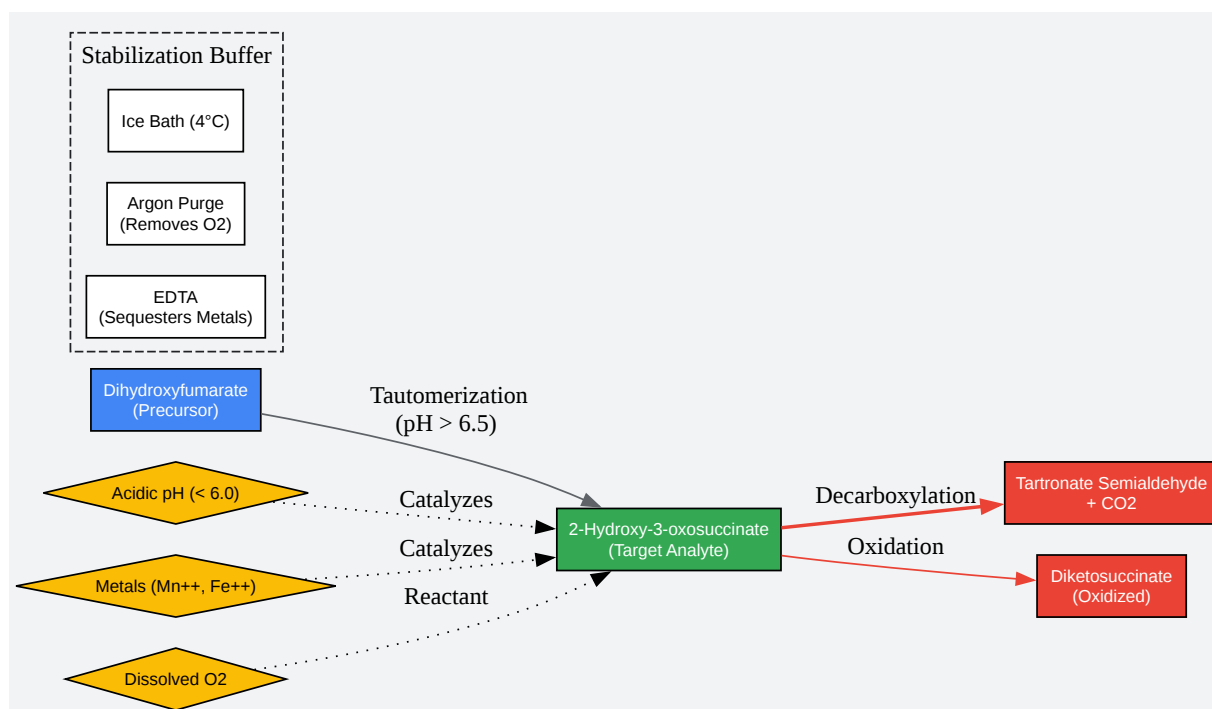 Stabilization Buffer
Ice Bath (4°C)
Argon Purge
(Removes O2)
EDTA
(Sequesters Metals)
Dihydroxyfumarate
(Precursor)
Tautomerization
(pH > 6.5)
Acidic pH (< 6.0)
Catalyzes
Metals (Mn++, Fe++)
Catalyzes
Reactant
Dissolved O2
2-Hydroxy-3-oxosuccinate
(Target Analyte)
Decarboxylation
Oxidation
Tartronate Semialdehyde
+ CO2
Diketosuccinate
(Oxidized)